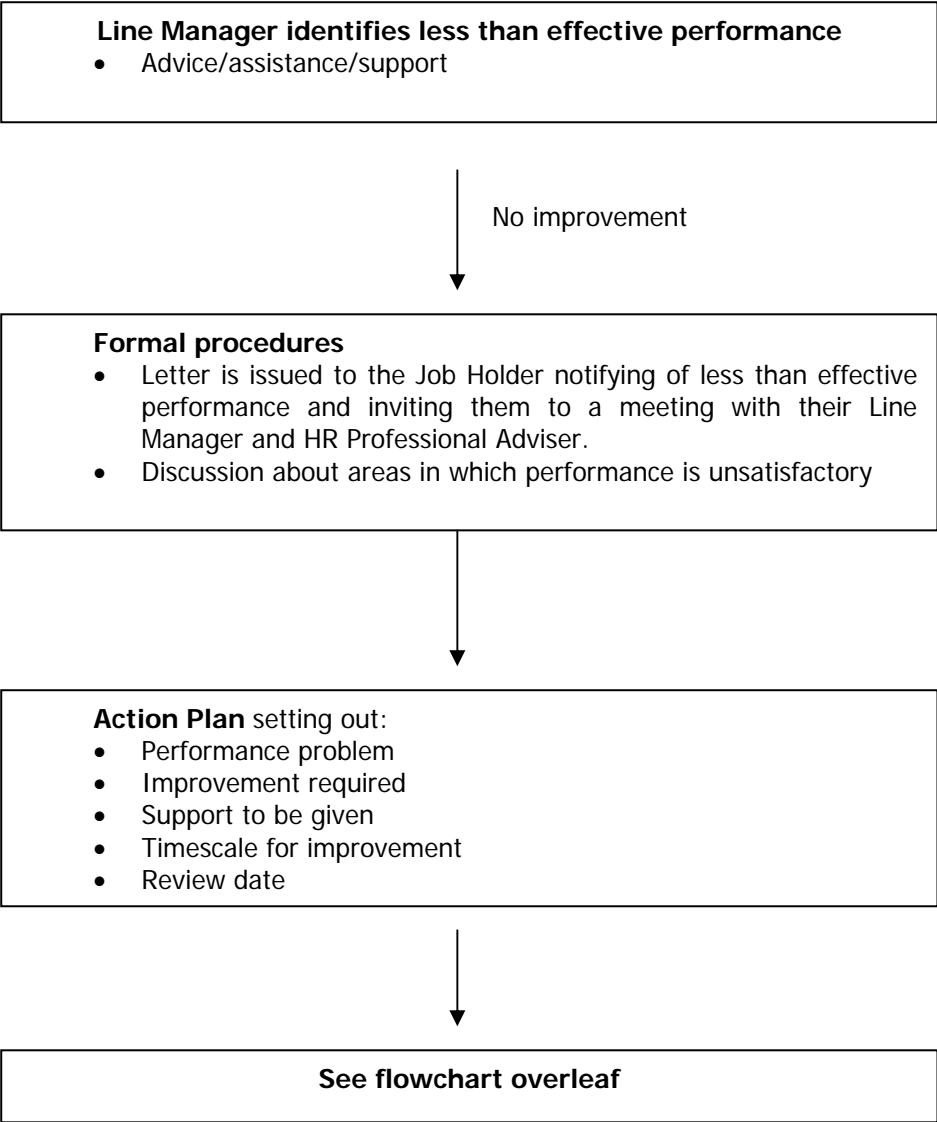 Line Manager identifies less than effective performance
• Advice/assistance/support
No improvement
Formal procedures
• Letter is issued to the Job Holder notifying of less than effective
performance and inviting them to a meeting with their Line
Manager and HR Professional Adviser.
• Discussion about areas in which performance is unsatisfactory
Action Plan setting out:
• Performance problem
• Improvement required
• Support to be given
• Timescale for improvement
• Review date
See flowchart overleaf